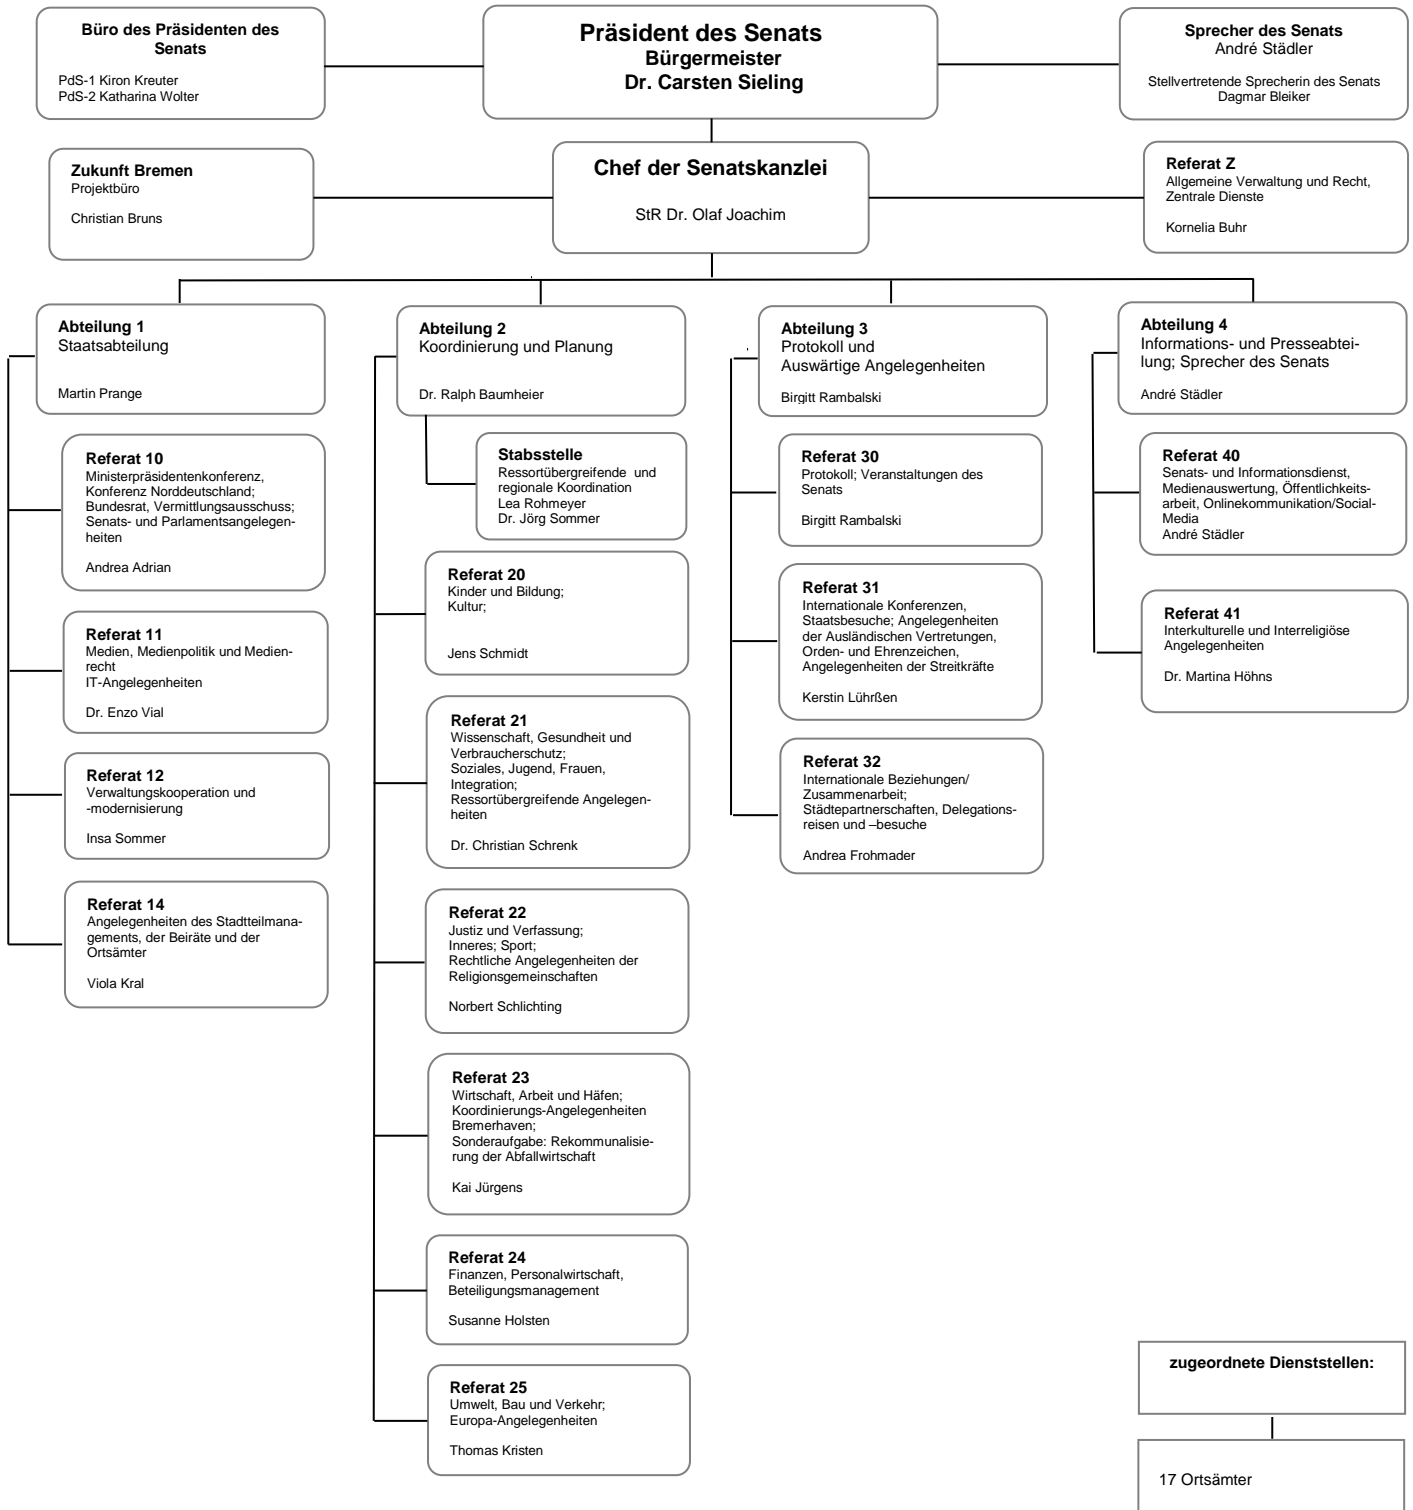 Büro des Präsidenten des
Senats
PdS-1 Kiron Kreuter
PdS-2 Katharina Wolter
Präsident des Senats
Bürgermeister
Dr. Carsten Sieling
Sprecher des Senats
André Städler
Stellvertretende Sprecherin des Senats
Dagmar Bleiker
Zukunft Bremen
Projektbüro
Christian Bruns
Chef der Senatskanzlei
StR Dr. Olaf Joachim
Referat Z
Allgemeine Verwaltung und Recht,
Zentrale Dienste
Kornelia Buhr
Abteilung 1
Staatsabteilung
Martin Prange
Referat 10
Ministerpräsidentenkonferenz,
Konferenz Norddeutschland;
Bundesrat, Vermittlungsausschuss;
Senats- und Parlamentsangelegen-
heiten
Andrea Adrian
Referat 11
Medien, Medienpolitik und Medien-
recht
IT-Angelegenheiten
Dr. Enzo Vial
Referat 12
Verwaltungskooperation und
-modernisierung
Insa Sommer
Referat 14
Angelegenheiten des Stadtteilmana-
gements, der Beiräte und der
Ortsämter
Viola Kral
Abteilung 2
Koordinierung und Planung
Dr. Ralph Baumheier
Stabsstelle
Ressortübergreifende und
regionale Koordination
Lea Rohmeyer
Dr. Jörg Sommer
Referat 20
Kinder und Bildung;
Kultur;
Jens Schmidt
Referat 21
Wissenschaft, Gesundheit und
Verbraucherschutz;
Soziales, Jugend, Frauen,
Integration;
Ressortübergreifende Angelegen-
heiten
Dr. Christian Schrenk
Referat 22
Justiz und Verfassung;
Inneres; Sport;
Rechtliche Angelegenheiten der
Religionsgemeinschaften
Norbert Schlichting
Referat 23
Wirtschaft, Arbeit und Häfen;
Koordinierungs-Angelegenheiten
Bremerhaven;
Sonderaufgabe: Rekommunalisie-
rung der Abfallwirtschaft
Kai Jürgens
Referat 24
Finanzen, Personalwirtschaft,
Beteiligungsmanagement
Susanne Holsten
Referat 25
Umwelt, Bau und Verkehr;
Europa-Angelegenheiten
Thomas Kristen
Abteilung 3
Protokoll und
Auswärtige Angelegenheiten
Birgitt Rambalski
Referat 30
Protokoll; Veranstaltungen des
Senats
Birgitt Rambalski
Referat 31
Internationale Konferenzen,
Staatsbesuche; Angelegenheiten
der Ausländischen Vertretungen,
Orden- und Ehrenzeichen,
Angelegenheiten der Streitkräfte
Kerstin Lührßen
Referat 32
Internationale Beziehungen/
Zusammenarbeit;
Städtepartnerschaften, Delegations-
reisen und –besuche
Andrea Frohmader
Abteilung 4
Informations- und Presseabtei-
lung; Sprecher des Senats
André Städler
Referat 40
Senats- und Informationsdienst,
Medienauswertung, Öffentlichkeits-
arbeit, Onlinekommunikation/Social-
Media
André Städler
Referat 41
Interkulturelle und Interreligiöse
Angelegenheiten
Dr. Martina Höhns
zugeordnete Dienststellen:
17 Ortsämter